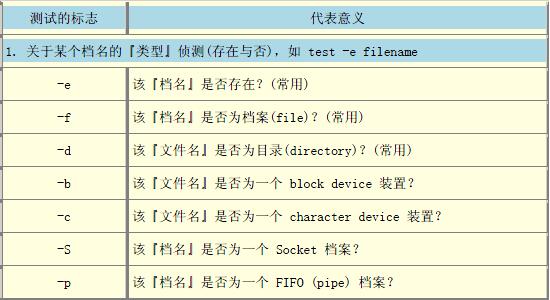 测试的标志 代表意义
1. 关于某个档名的『类型』侦测(存在与否),如 test -e filename
-e 该『档名』是否存在?(常用)
-f 该『档名』是否为档案(file)?(常用)
-d 该『文件名』是否为目录(directory)?(常用)
-b 该『文件名』是否为一个 block device 装置?
-c 该『文件名』是否为一个 character device 装置?
-S 该『档名』是否为一个 Socket 档案?
-p 该『档名』是否为一个 FIFO (pipe) 档案?